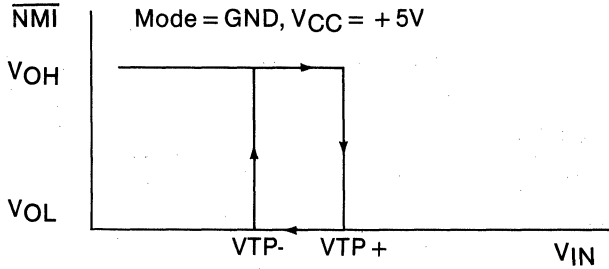 NMI
Mode = GND, VCC = + 5V
VOH
VOL
VTP-
VTP +
VIN